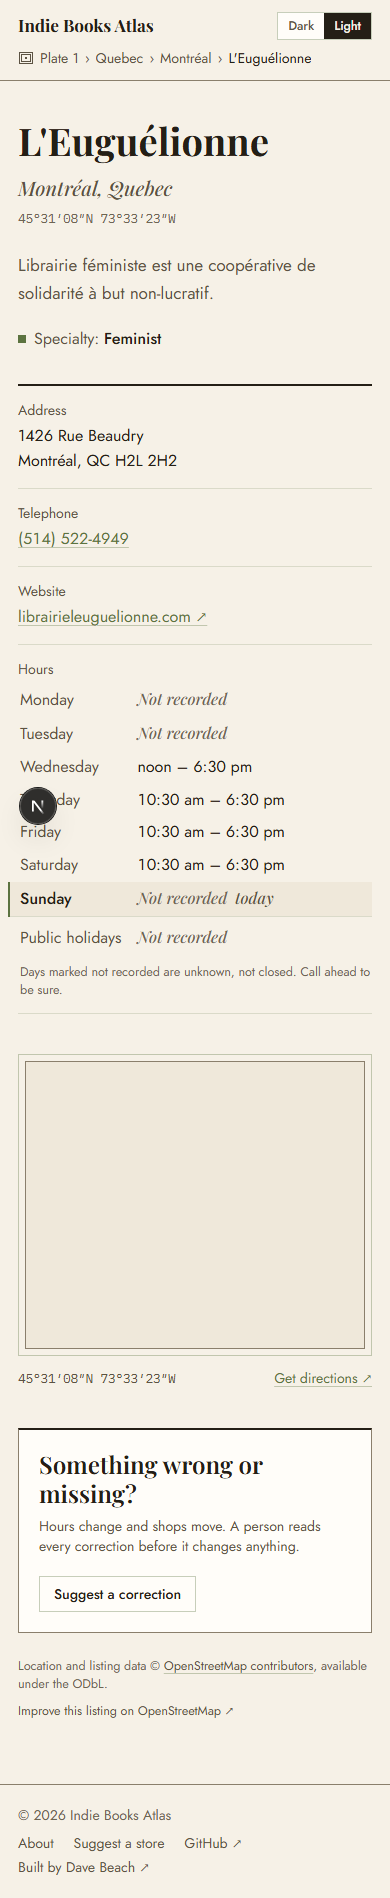 Indie Books Atlas
Dark Light
Plate 1 › Quebec › Montréal › L'Euguélionne
L'Euguélionne
Montréal, Quebec
45°31′08″N 73°33′23″W
Librairie féministe est une coopérative de
solidarité à but non-lucratif.
Specialty: Feminist
Address
1426 Rue Beaudry
Montréal, QC H2L 2H2
Telephone
(514) 522-4949
Website
librairieleuguelionne.com ↗
Hours
Monday Not recorded
Tuesday Not recorded
Wednesday noon – 6:30 pm
day 10:30 am – 6:30 pm
N
Friday 10:30 am – 6:30 pm
Saturday 10:30 am – 6:30 pm
Sunday Not recorded today
Public holidays Not recorded
Days marked not recorded are unknown, not closed. Call ahead to
be sure.
45°31′08″N 73°33′23″W Get directions ↗
Something wrong or
missing?
Hours change and shops move. A person reads
every correction before it changes anything.
Suggest a correction
Location and listing data © OpenStreetMap contributors, available
under the ODbL.
Improve this listing on OpenStreetMap ↗
© 2026 Indie Books Atlas
About Suggest a store GitHub ↗
Built by Dave Beach ↗